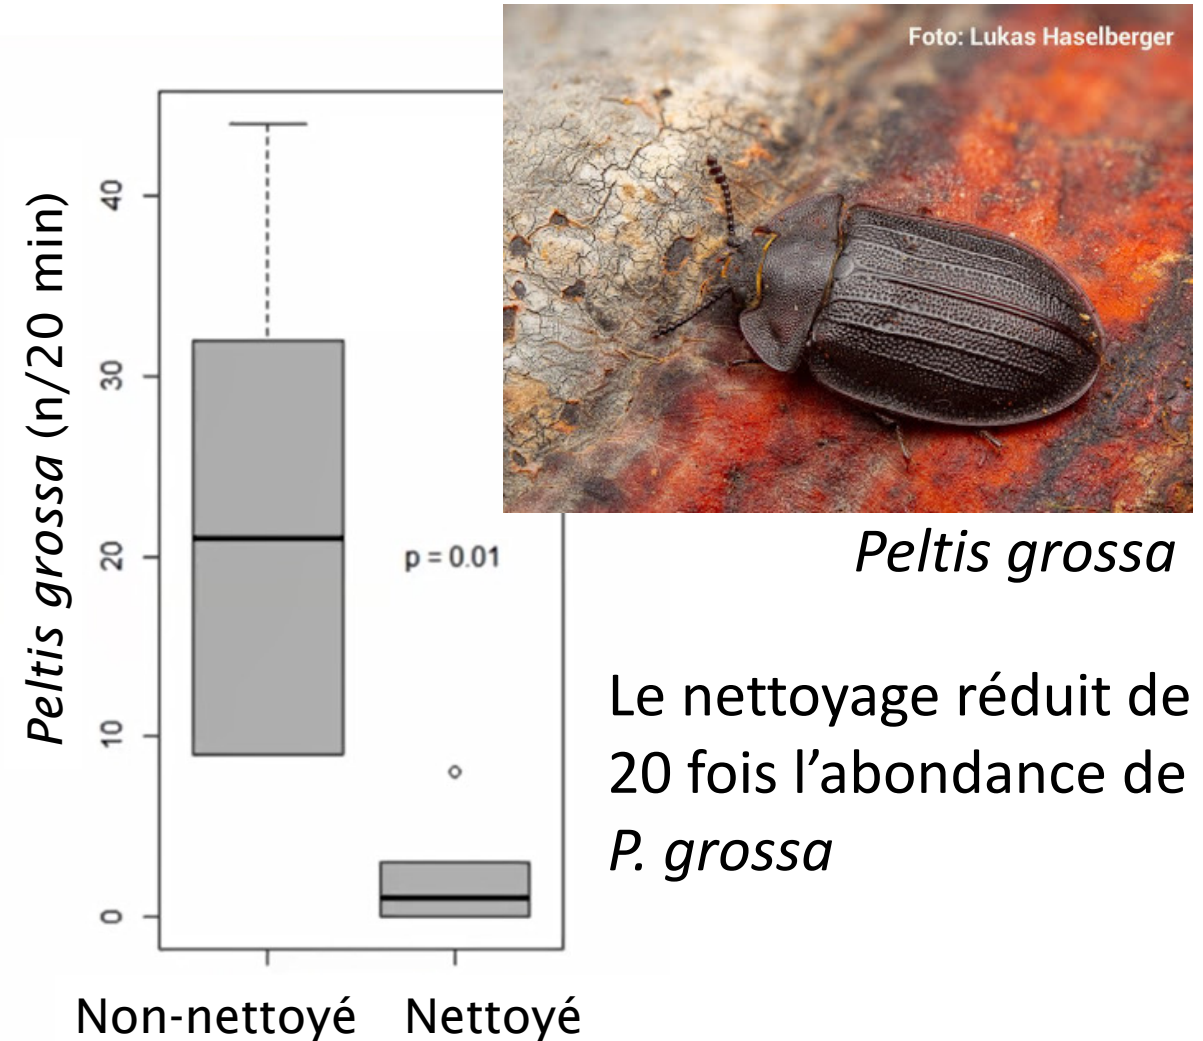 Foto: Lukas Haselberger
Peltis grossa (n/20 min)
40
30
20
10
0
p = 0.01
Non-nettoyé
Nettoyé
Peltis grossa
Le nettoyage réduit de
20 fois l’abondance de
P. grossa